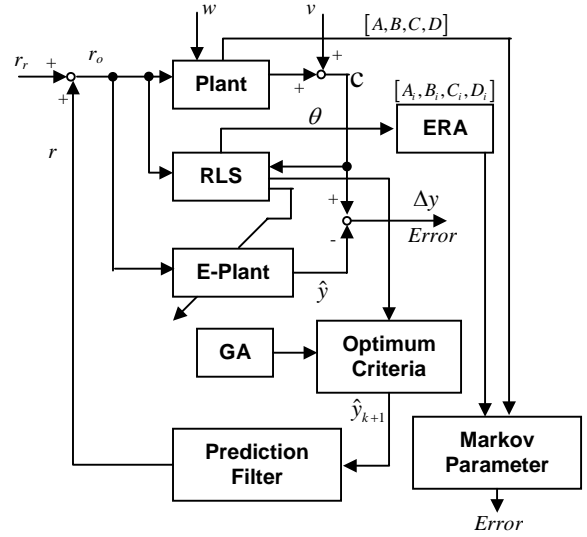 w
v
[A,B,C,D]
r_r
+
+
r_o
Plant
+
+
c
[A_i,B_i,C_i,D_i]
r
θ
ERA
RLS
+
-
Δy
Error
E-Plant
ŷ
GA
Optimum
Criteria
ŷ_{k+1}
Prediction
Filter
Markov
Parameter
Error